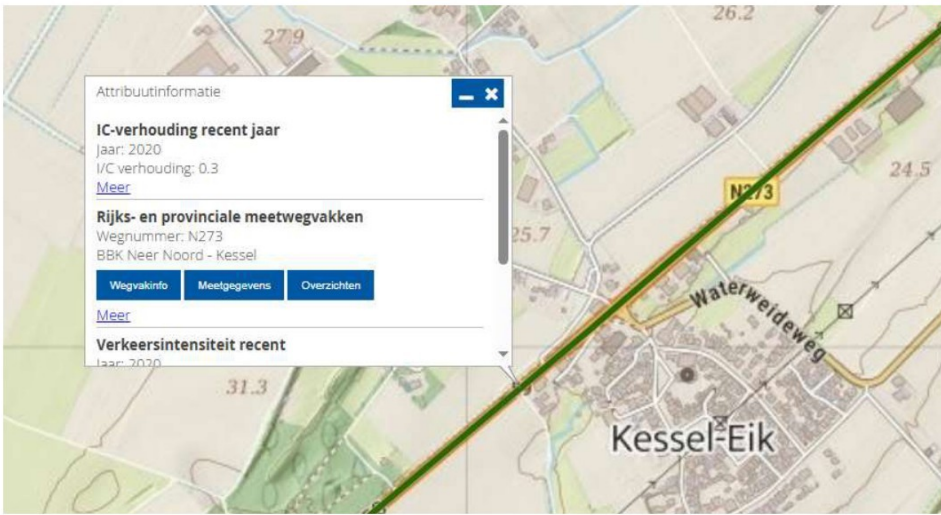 26.2
27.9
Attribuutinformatie
IC-verhouding recent jaar
Jaar: 2020
I/C verhouding: 0.3
Meer
Rijks- en provinciale meetwegvakken
Wegnummer: N273
BBK Neer Noord - Kessel
Wegvakinfo Meetgegevens Overzichten
Meer
Verkeersintensiteit recent
Jaar: 2020
24.5
N273
25.7
Waterweideweg
31.3
Kessel-Eik